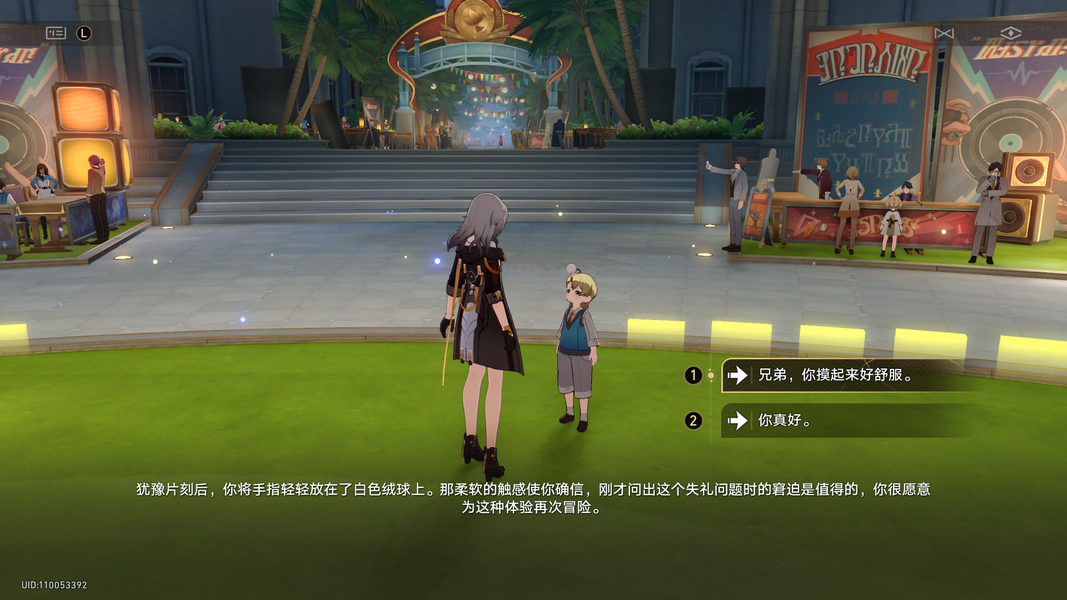 L
1
兄弟，你摸起来好舒服。
2
你真好。
犹豫片刻后，你将手指轻轻放在了白色绒球上。那柔软的触感使你确信，刚才问出这个失礼问题时的窘迫是值得的，你很愿意
为这种体验再次冒险。
UID:110053392